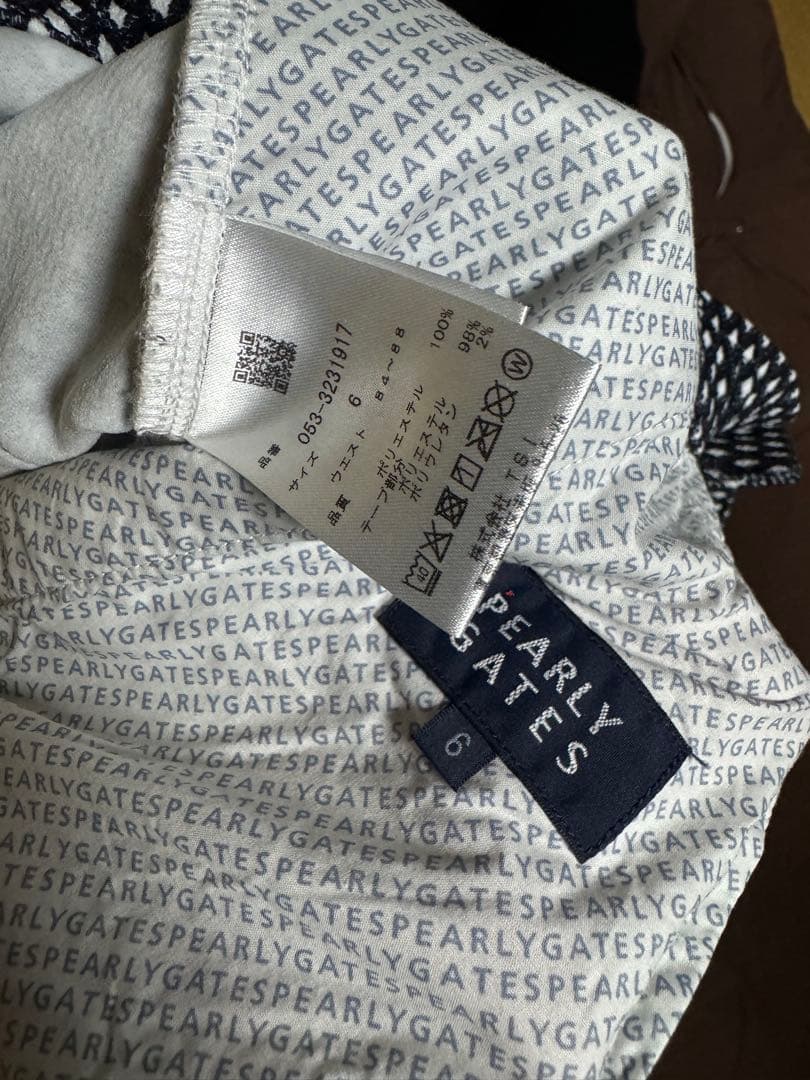 品番 053-3231917
サイズ 6
ウエスト 84~88
品質
ポリエステル 100%
テープ部分
ポリエステル 98%
ポリウレタン 2%
40
W
株式会社 TSI
PEARLY
GATES
6
PEARLYGATESPEARLYGATES